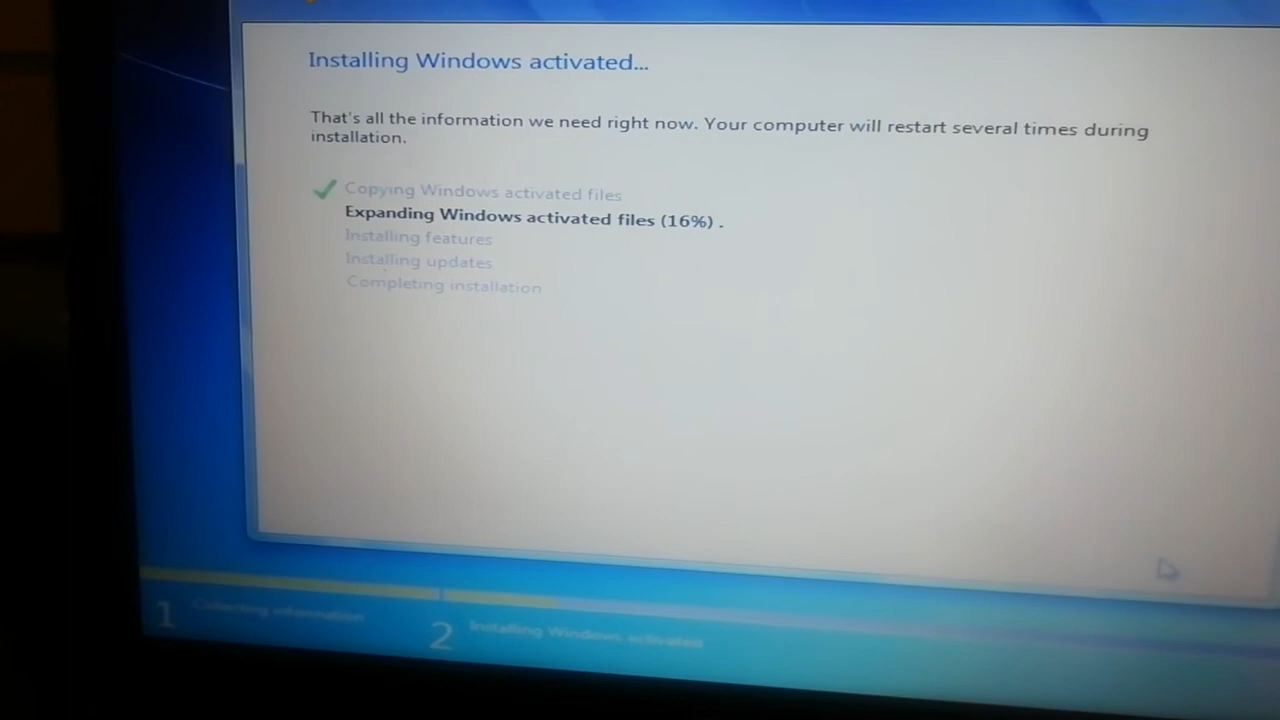 Installing Windows activated...
That's all the information we need right now. Your computer will restart several times during
installation.
Copying Windows activated files
Expanding Windows activated files (16%) .
Installing features
Installing updates
Completing installation
1 Collecting information
2 Installing Windows activated